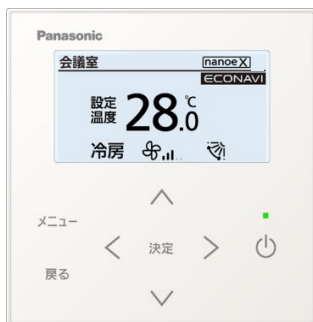 Panasonic
会議室 nanoe X
ECONAVI
設定温度 28.0℃
冷房
メニュー
決定
戻る